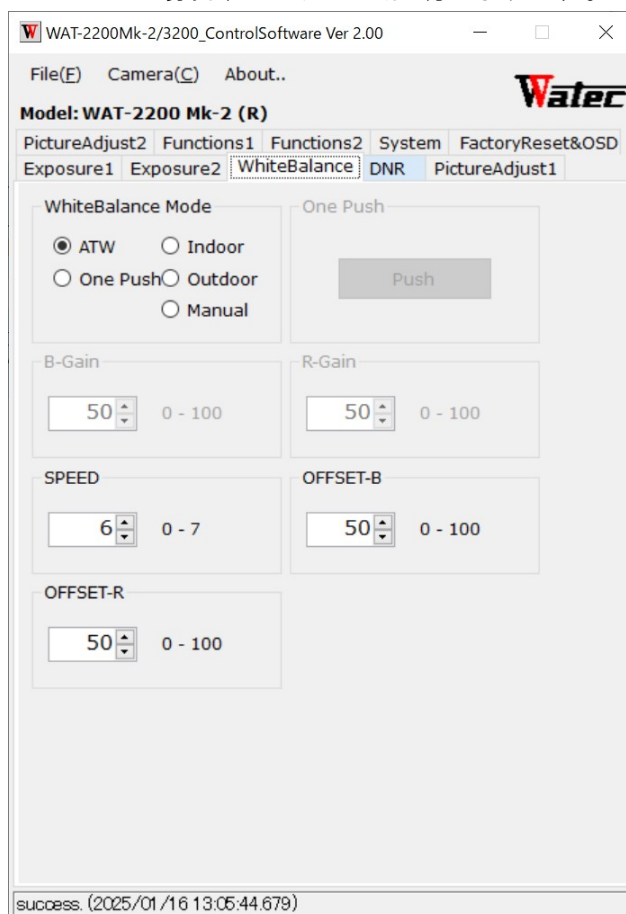 WAT-2200Mk-2/3200_ControlSoftware Ver 2.00
File(F) Camera(C) About..
Watec
Model: WAT-2200 Mk-2 (R)
PictureAdjust2 Functions1 Functions2 System FactoryReset&OSD
Exposure1 Exposure2 WhiteBalance DNR PictureAdjust1
WhiteBalance Mode One Push
ATW Indoor
One Push Outdoor Push
Manual
B-Gain R-Gain
50 0 - 100 50 0 - 100
SPEED OFFSET-B
6 0 - 7 50 0 - 100
OFFSET-R
50 0 - 100
success. (2025/01/16 13:05:44.679)